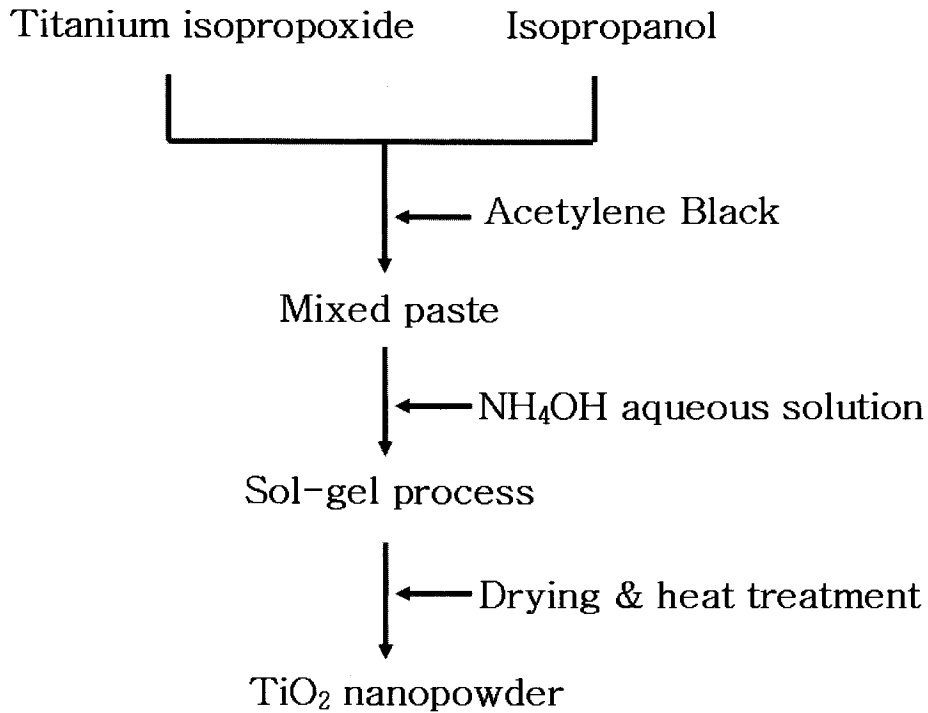 Titanium isopropoxide Isopropanol
Acetylene Black
Mixed paste
NH₄OH aqueous solution
Sol-gel process
Drying & heat treatment
TiO₂ nanopowder